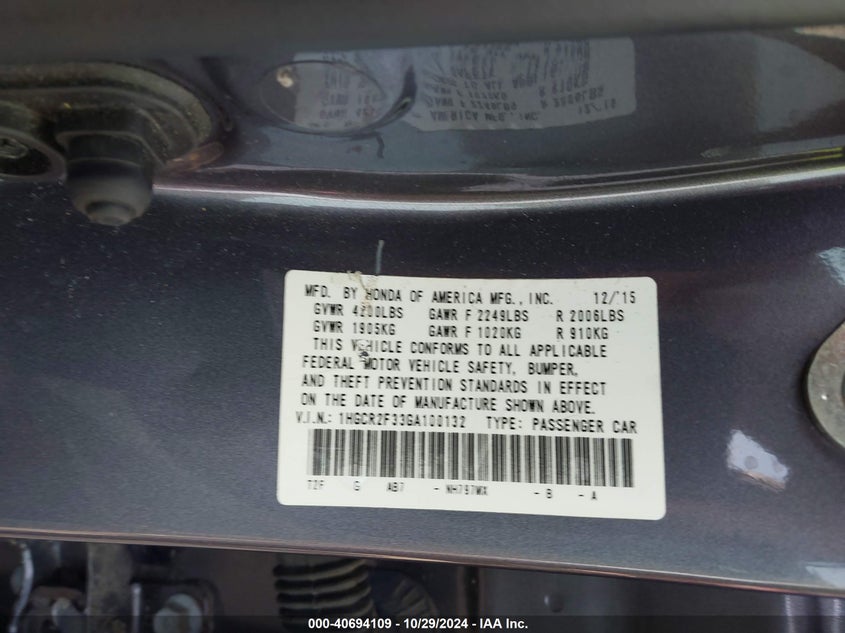 MFD. BY HONDA OF AMERICA MFG., INC. 12/15
GVWR 4200LBS GAWR F 2249LBS R 2006LBS
GVWR 1905KG GAWR F 1020KG R 910KG
THIS VEHICLE CONFORMS TO ALL APPLICABLE
FEDERAL MOTOR VEHICLE SAFETY, BUMPER,
AND THEFT PREVENTION STANDARDS IN EFFECT
ON THE DATE OF MANUFACTURE SHOWN ABOVE.
V.I.N.: 1HGCR2F33GA100132 TYPE: PASSENGER CAR
T2F G AB7 - NH797MX - B - A
000-40694109 - 10/29/2024 - IAA Inc.